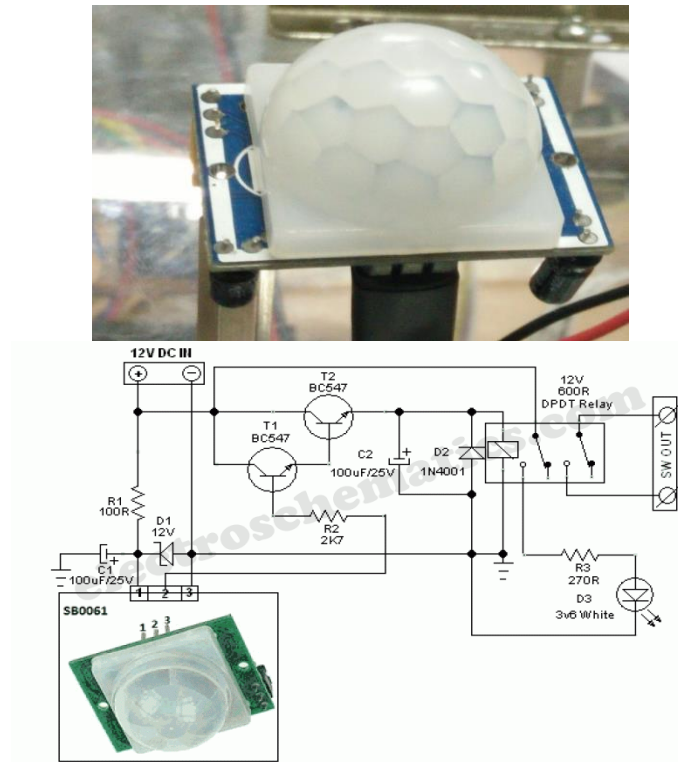 12V DC IN
+ −
T2
BC547
12V
600R
DPDT Relay
T1
BC547
C2
100uF/25V
+
D2
1N4001
SW OUT
R1
100R
D1
12V
R2
2K7
C1
100uF/25V
+
R3
270R
D3
3v6 White
1 2 3
SB0061
1 2 3
electroschematics.com